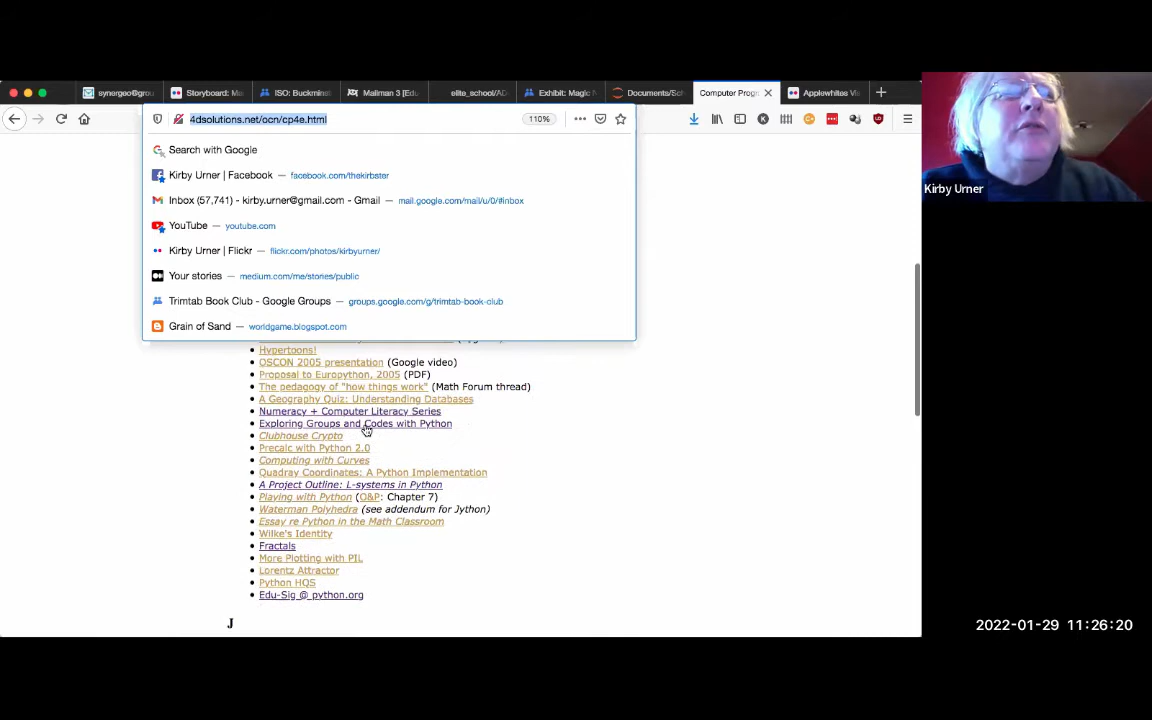 synergeo@grou
Storyboard: Ma
ISO: Buckminst
Mailman 3 [Edu
elite_school/AD
Exhibit: Magic M
Documents/Sch
Computer Prog
Applewhites Vi
4dsolutions.net/ocn/cp4e.html
110%
Search with Google
Kirby Urner | Facebook — facebook.com/thekirbster
Inbox (57,741) - kirby.urner@gmail.com - Gmail — mail.google.com/mail/u/0/#inbox
YouTube — youtube.com
Kirby Urner | Flickr — flickr.com/photos/kirbyurner/
Your stories — medium.com/me/stories/public
Trimtab Book Club - Google Groups — groups.google.com/g/trimtab-book-club
Grain of Sand — worldgame.blogspot.com
Hypertoons!
OSCON 2005 presentation (Google video)
Proposal to Europython, 2005 (PDF)
The pedagogy of "how things work" (Math Forum thread)
A Geography Quiz: Understanding Databases
Numeracy + Computer Literacy Series
Exploring Groups and Codes with Python
Clubhouse Crypto
Precalc with Python 2.0
Computing with Curves
Quadray Coordinates: A Python Implementation
A Project Outline: L-systems in Python
Playing with Python (O&P: Chapter 7)
Waterman Polyhedra (see addendum for Jython)
Essay re Python in the Math Classroom
Wilke's Identity
Fractals
More Plotting with PIL
Lorentz Attractor
Python HQS
Edu-Sig @ python.org
J
Kirby Urner
2022-01-29 11:26:20